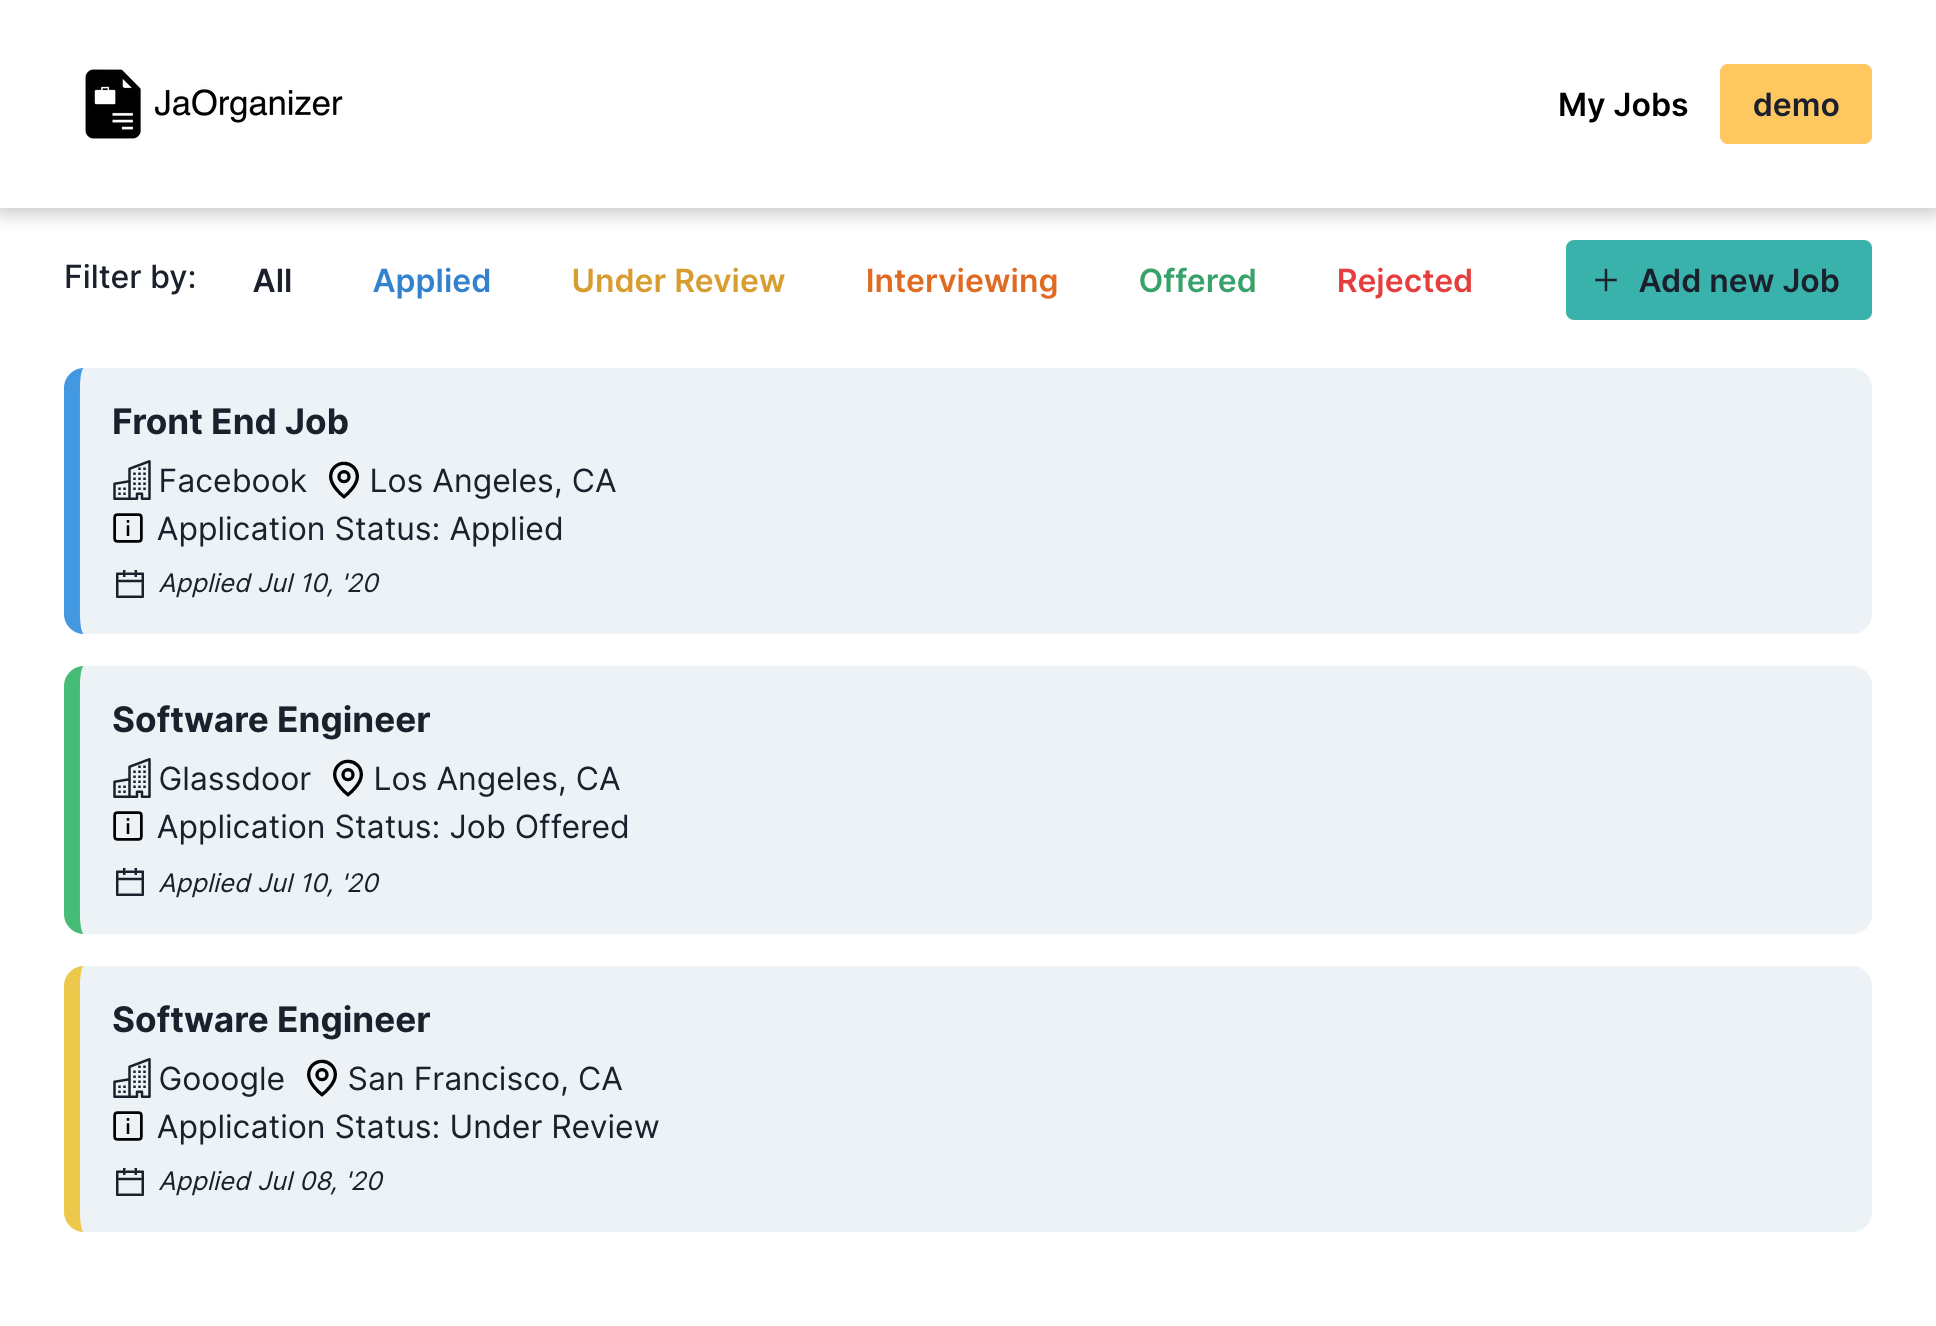 JaOrganizer
My Jobs
demo
Filter by:
All
Applied
Under Review
Interviewing
Offered
Rejected
+ Add new Job
Front End Job
Facebook Los Angeles, CA
Application Status: Applied
Applied Jul 10, '20
Software Engineer
Glassdoor Los Angeles, CA
Application Status: Job Offered
Applied Jul 10, '20
Software Engineer
Gooogle San Francisco, CA
Application Status: Under Review
Applied Jul 08, '20